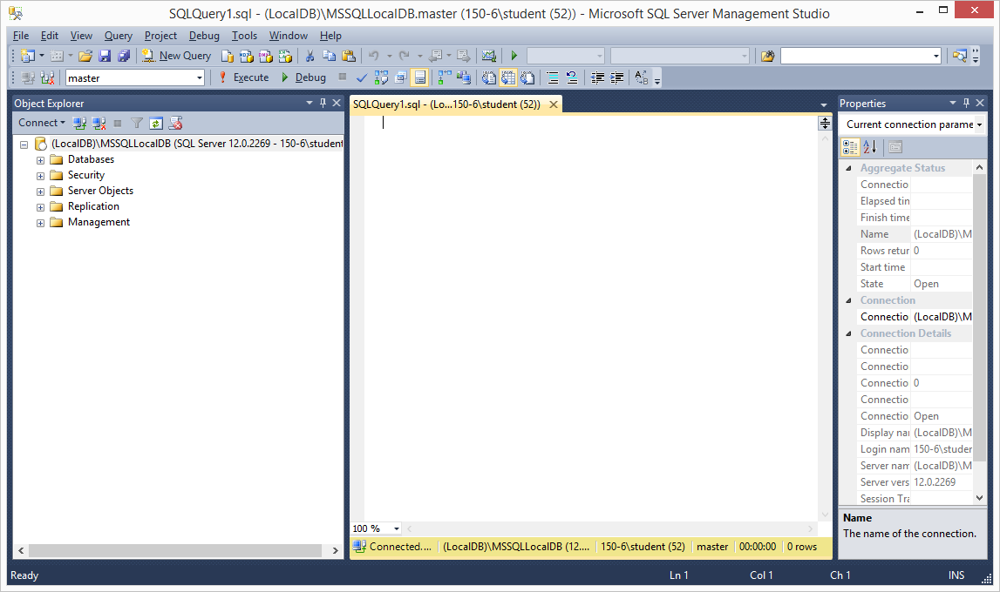 SQLQuery1.sql - (LocalDB)\MSSQLLocalDB.master (150-6\student (52)) - Microsoft SQL Server Management Studio
File Edit View Query Project Debug Tools Window Help
New Query
master Execute Debug
Object Explorer
Connect
(LocalDB)\MSSQLLocalDB (SQL Server 12.0.2269 - 150-6\student
Databases
Security
Server Objects
Replication
Management
SQLQuery1.sql - (Lo...150-6\student (52))
100 %
Connected.... (LocalDB)\MSSQLLocalDB (12.... 150-6\student (52) master 00:00:00 0 rows
Properties
Current connection parame
Aggregate Status
Connectio
Elapsed tin
Finish time
Name (LocalDB)\M
Rows retur 0
Start time
State Open
Connection
Connectio (LocalDB)\M
Connection Details
Connectio
Connectio
Connectio 0
Connectio
Connectio Open
Display nar (LocalDB)\M
Login nam 150-6\studer
Server nam (LocalDB)\M
Server vers 12.0.2269
Session Tra
Name
The name of the connection.
Ready Ln 1 Col 1 Ch 1 INS